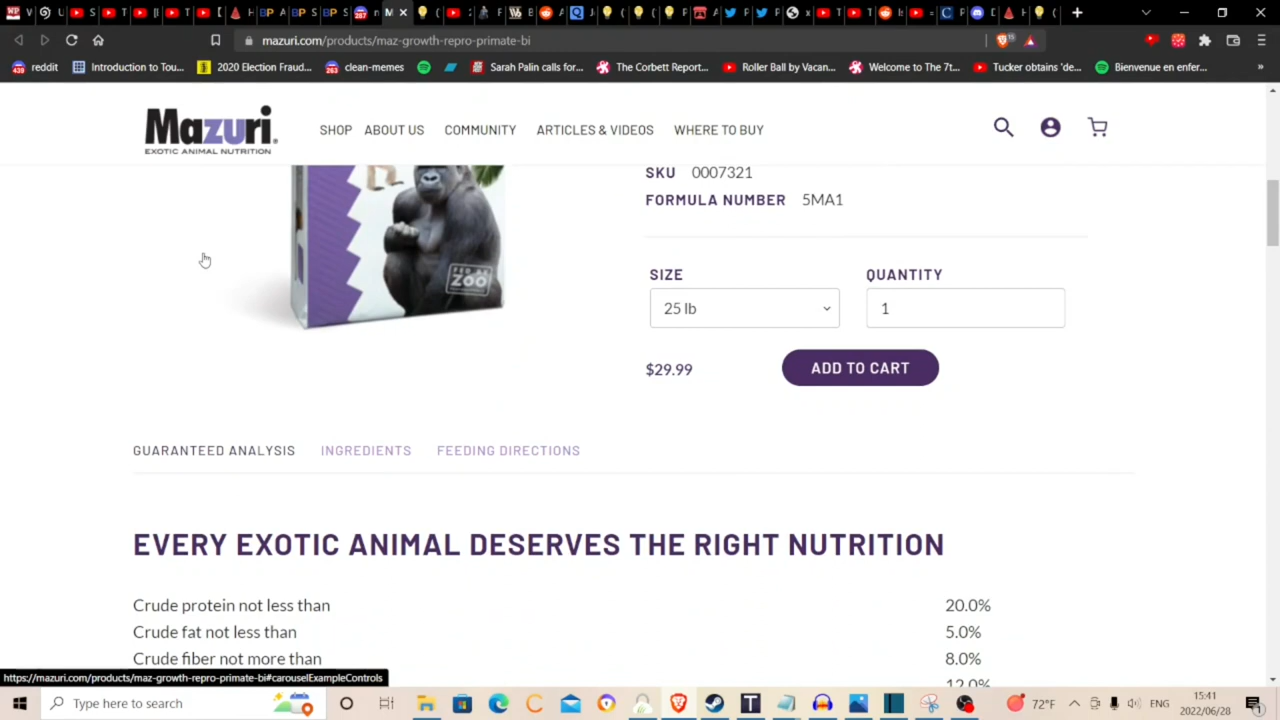 mazuri.com/products/maz-growth-repro-primate-bi
15
439 reddit
Introduction to Tou...
2020 Election Fraud...
263 clean-memes
Sarah Palin calls for...
The Corbett Report...
Roller Ball by Vacan...
Welcome to The 7t...
Tucker obtains 'de...
Bienvenue en enfer...
»
Mazuri
EXOTIC ANIMAL NUTRITION
SHOP
ABOUT US
COMMUNITY
ARTICLES & VIDEOS
WHERE TO BUY
SKU 0007321
FORMULA NUMBER 5MA1
ZOO
SIZE
QUANTITY
25 lb
1
$29.99
ADD TO CART
GUARANTEED ANALYSIS
INGREDIENTS
FEEDING DIRECTIONS
EVERY EXOTIC ANIMAL DESERVES THE RIGHT NUTRITION
Crude protein not less than 20.0%
Crude fat not less than 5.0%
Crude fiber not more than 8.0%
12.0%
https://mazuri.com/products/maz-growth-repro-primate-bi#carouselExampleControls
Type here to search
72°F
ENG
15:41
2022/06/28